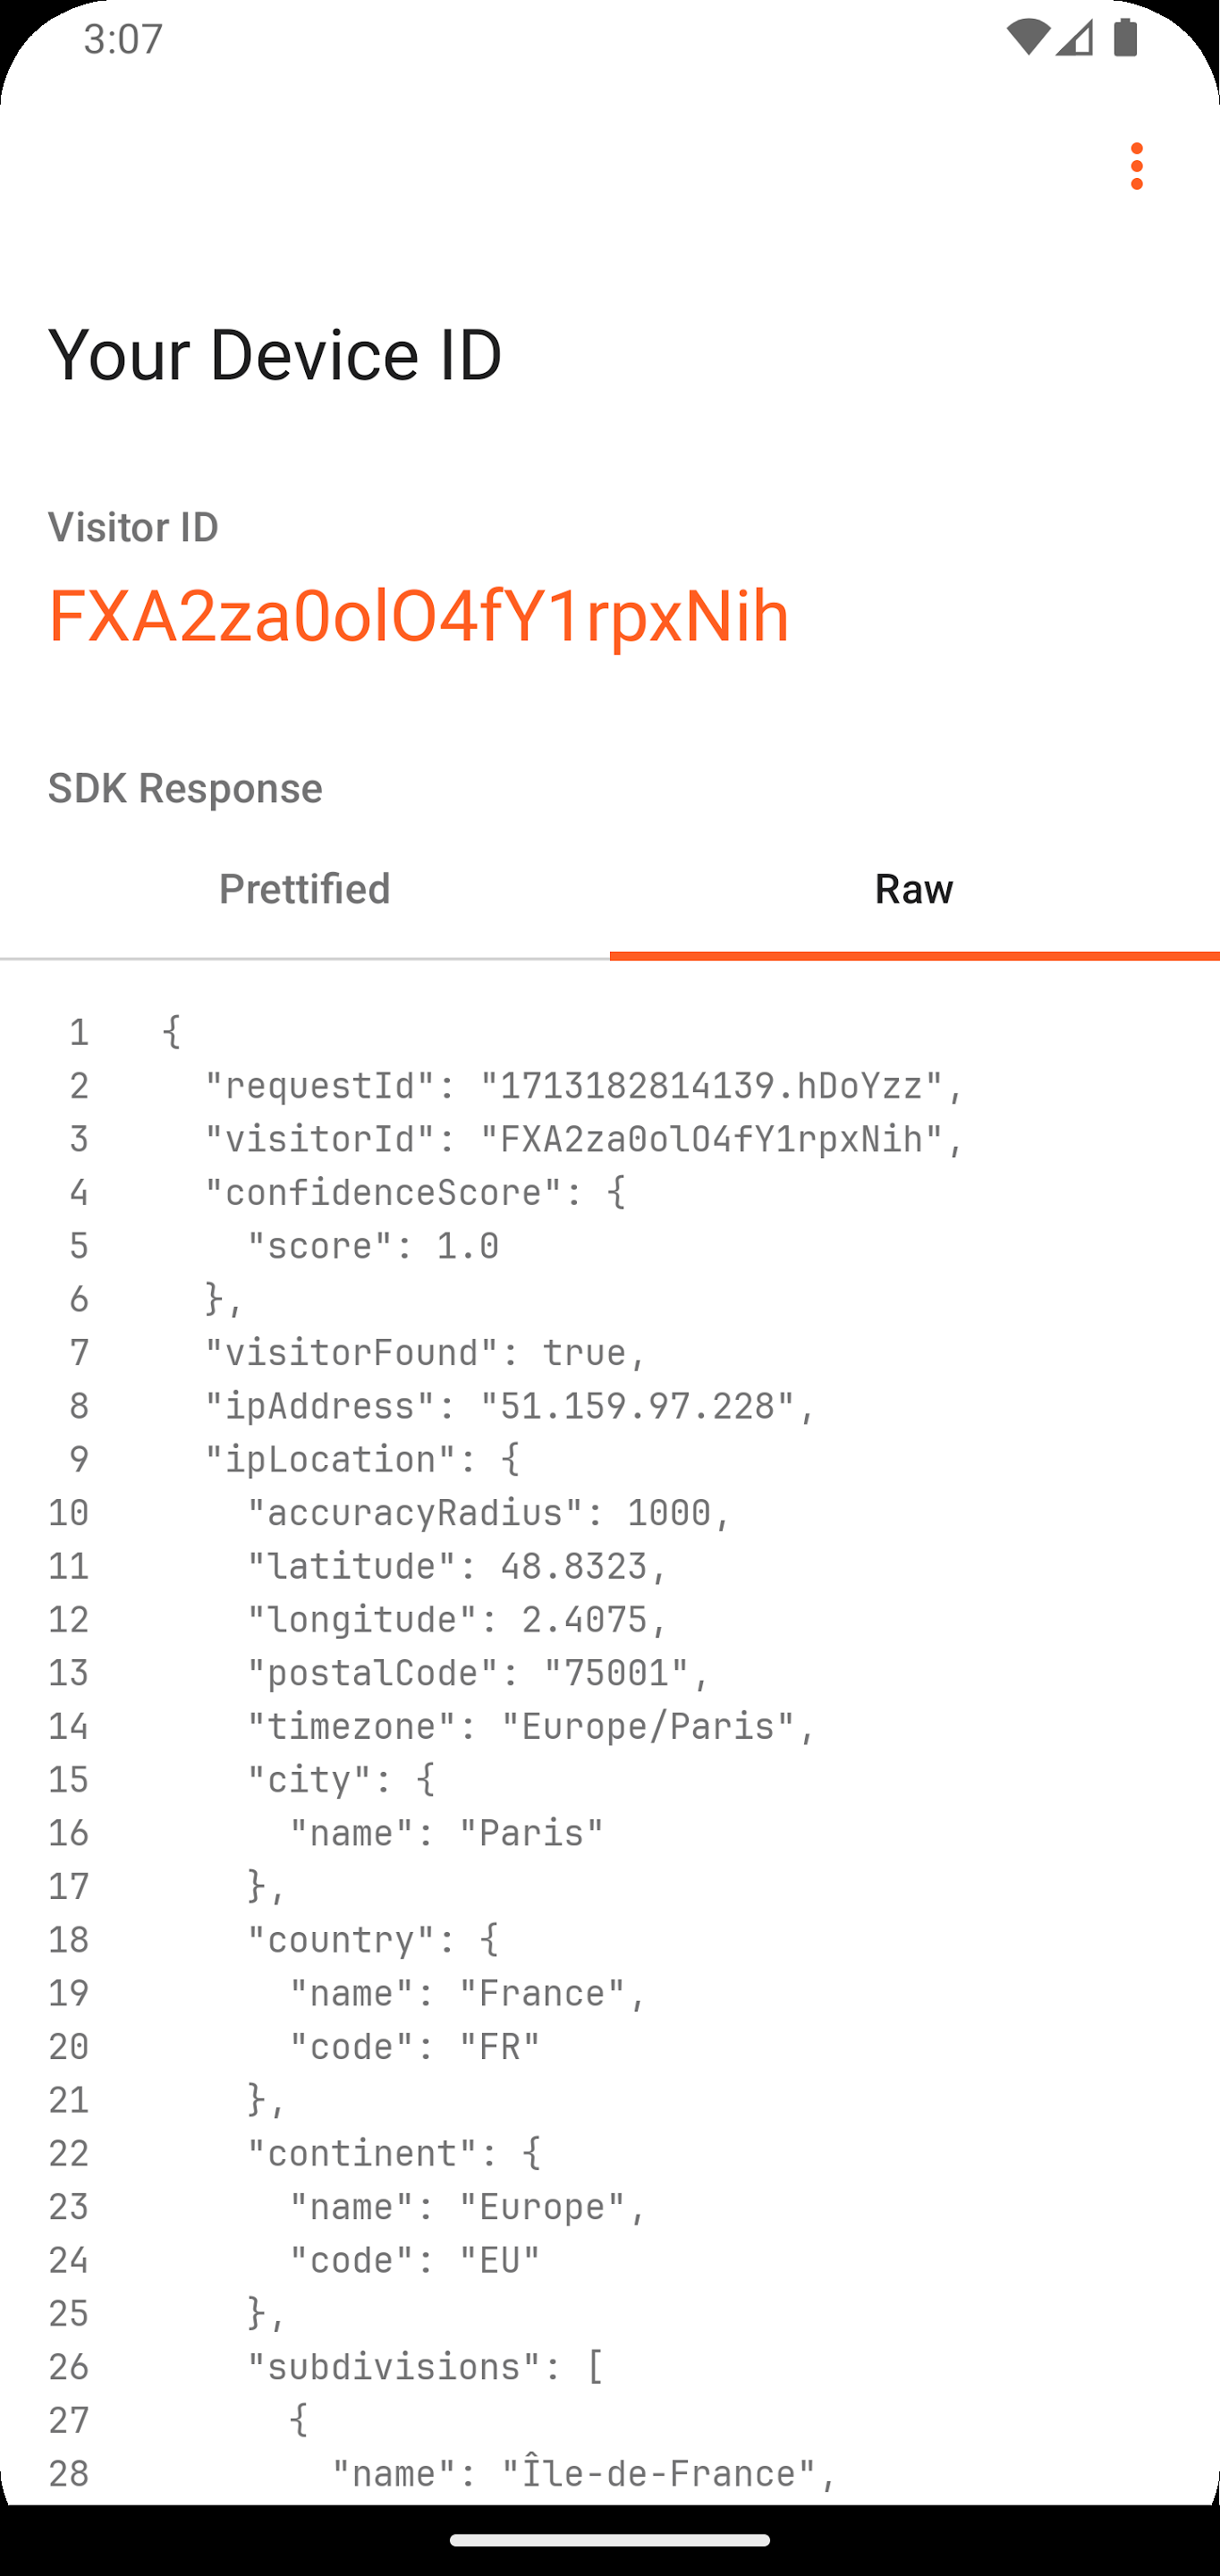 3:07
Your Device ID
Visitor ID
FXA2za0olO4fY1rpxNih
SDK Response
Prettified Raw
1 {
2 "requestId": "1713182814139.hDoYzz",
3 "visitorId": "FXA2za0olO4fY1rpxNih",
4 "confidenceScore": {
5 "score": 1.0
6 },
7 "visitorFound": true,
8 "ipAddress": "51.159.97.228",
9 "ipLocation": {
10 "accuracyRadius": 1000,
11 "latitude": 48.8323,
12 "longitude": 2.4075,
13 "postalCode": "75001",
14 "timezone": "Europe/Paris",
15 "city": {
16 "name": "Paris"
17 },
18 "country": {
19 "name": "France",
20 "code": "FR"
21 },
22 "continent": {
23 "name": "Europe",
24 "code": "EU"
25 },
26 "subdivisions": [
27 {
28 "name": "Île-de-France",